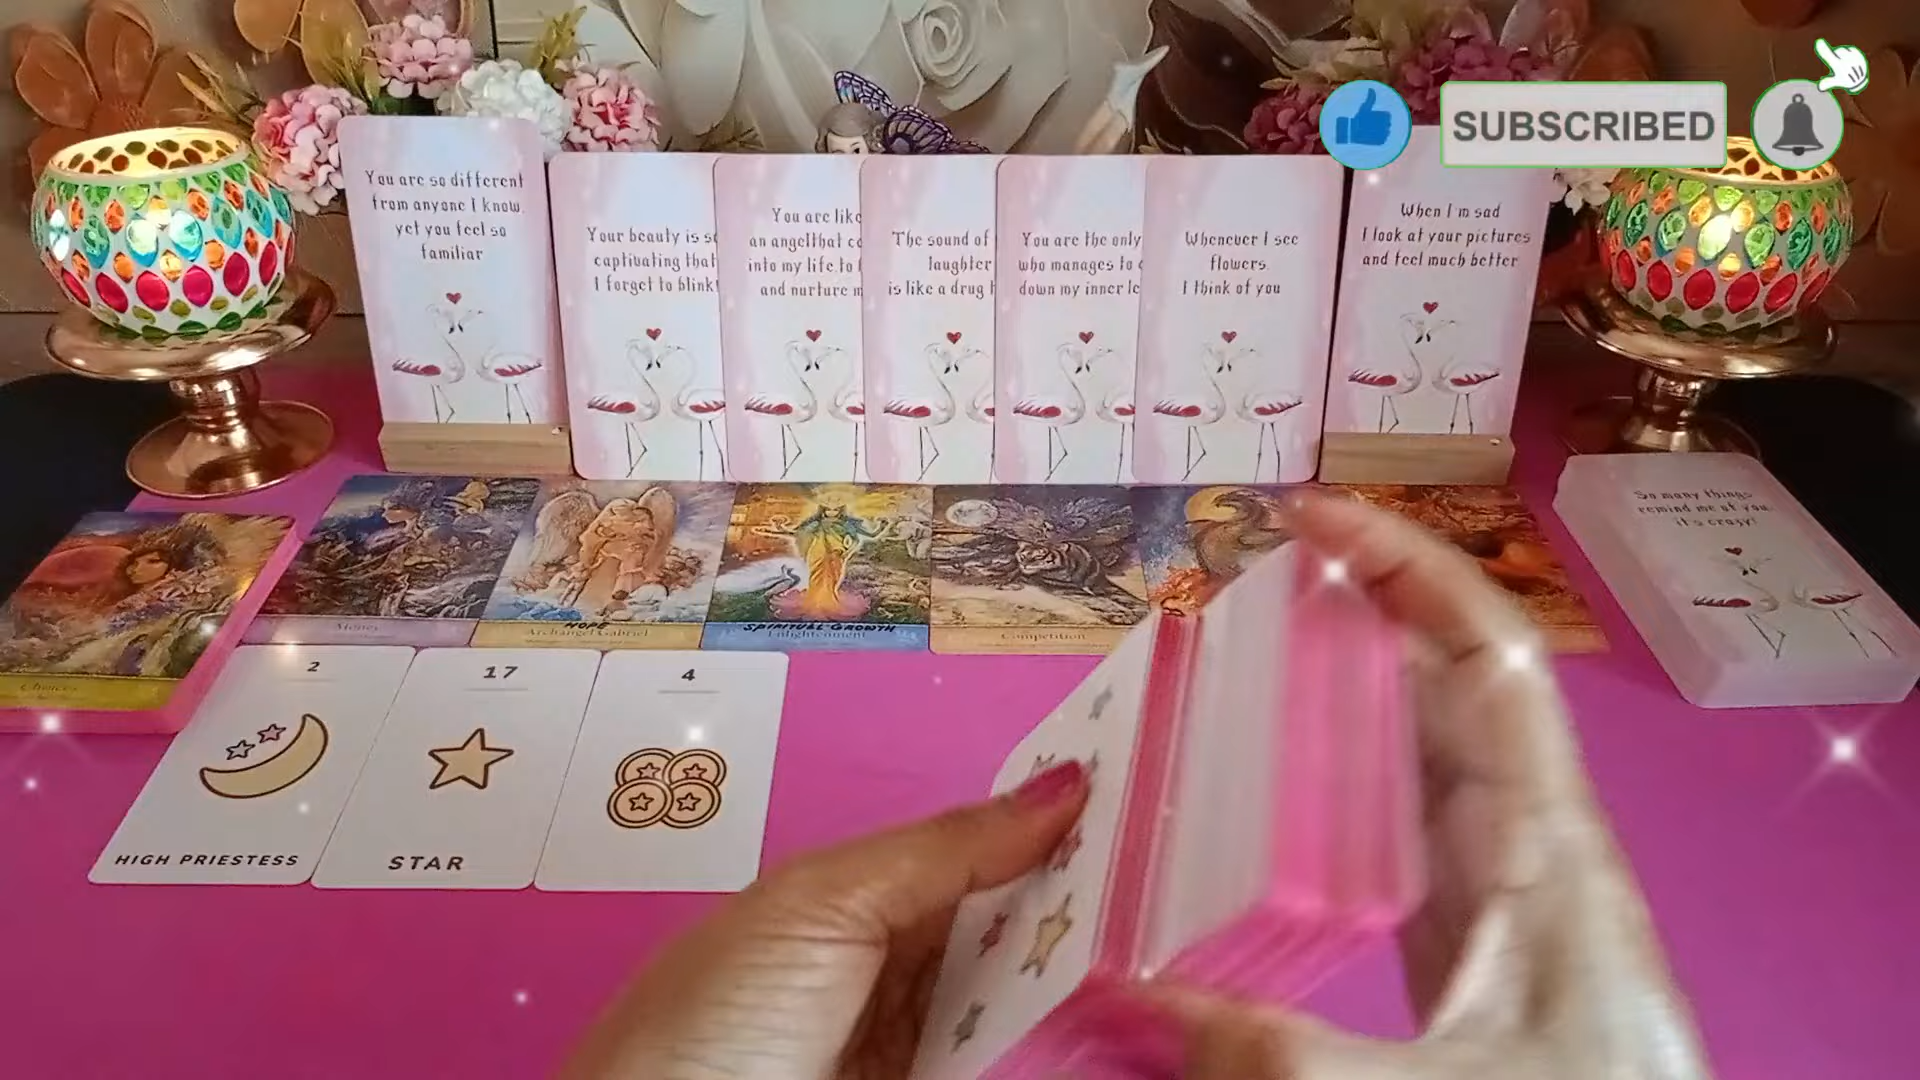 SUBSCRIBED
You are so different
from anyone I know,
yet you feel so
familiar
Your beauty is so
captivating that
I forget to blink!
You are like
an angel that
into my life to
and nurture
The sound of
laughter
is like a drug
You are the only
who manages to
down my inner
Whenever I see
flowers,
I think of you
When I'm sad
I look at your pictures
and feel much better
So many things
remind me of you,
it's crazy!
Money
HOPE
Archangel Gabriel
SPIRITUELL GROWTH
Enlightenment
Competition
Choices
2
HIGH PRIESTESS
17
STAR
4